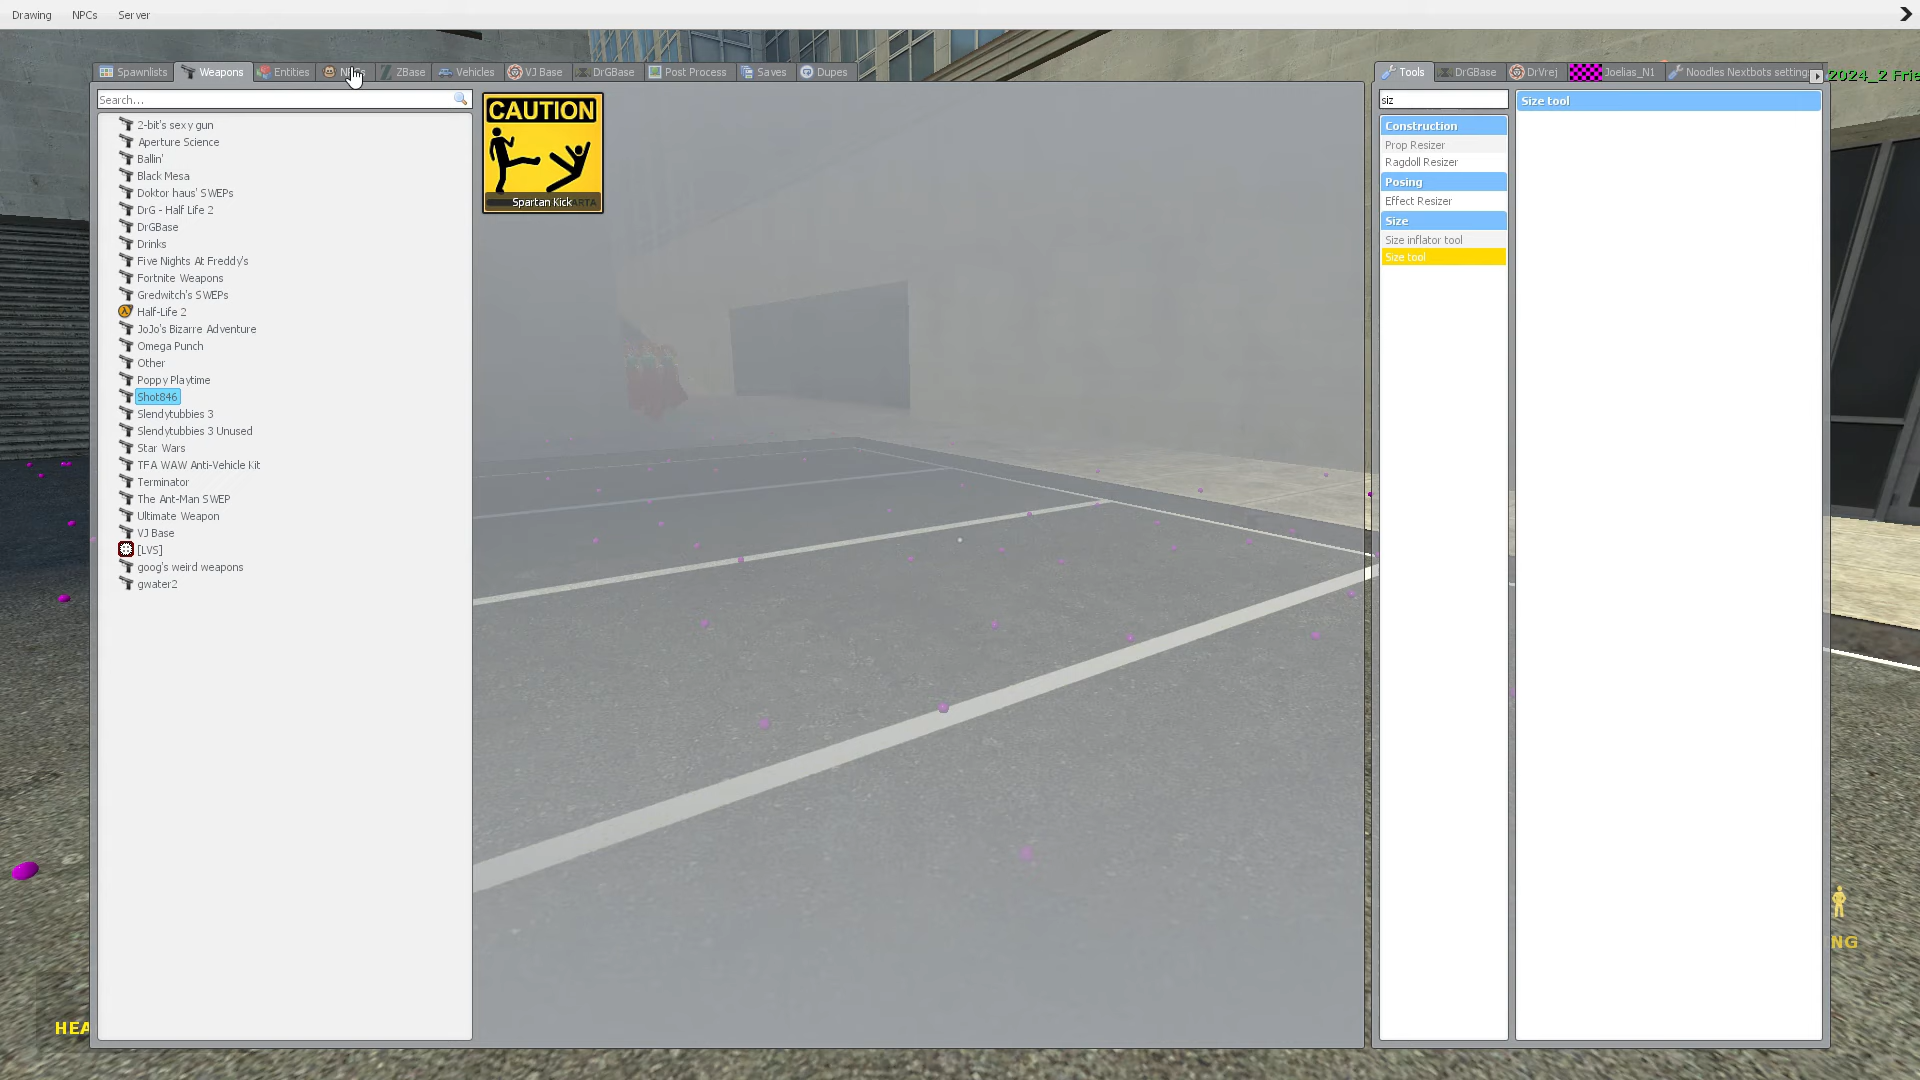 Drawing NPCs Server
Spawnlists Weapons Entities NPCs ZBase Vehicles VJ Base DrGBase Post Process Saves Dupes
Tools DrGBase DrVrej Joelias_N1 Noodles Nextbots setting
2024_2 Frie
Search...
2-bit's sexy gun
Aperture Science
Ballin'
Black Mesa
Doktor haus' SWEPs
DrG - Half Life 2
DrGBase
Drinks
Five Nights At Freddy's
Fortnite Weapons
Gredwitch's SWEPs
Half-Life 2
JoJo's Bizarre Adventure
Omega Punch
Other
Poppy Playtime
Shot846
Slendytubbies 3
Slendytubbies 3 Unused
Star Wars
TFA WAW Anti-Vehicle Kit
Terminator
The Ant-Man SWEP
Ultimate Weapon
VJ Base
[LVS]
goog's weird weapons
gwater2
CAUTION
Spartan Kick
siz
Construction
Prop Resizer
Ragdoll Resizer
Posing
Effect Resizer
Size
Size inflator tool
Size tool
Size tool
HEA
NG